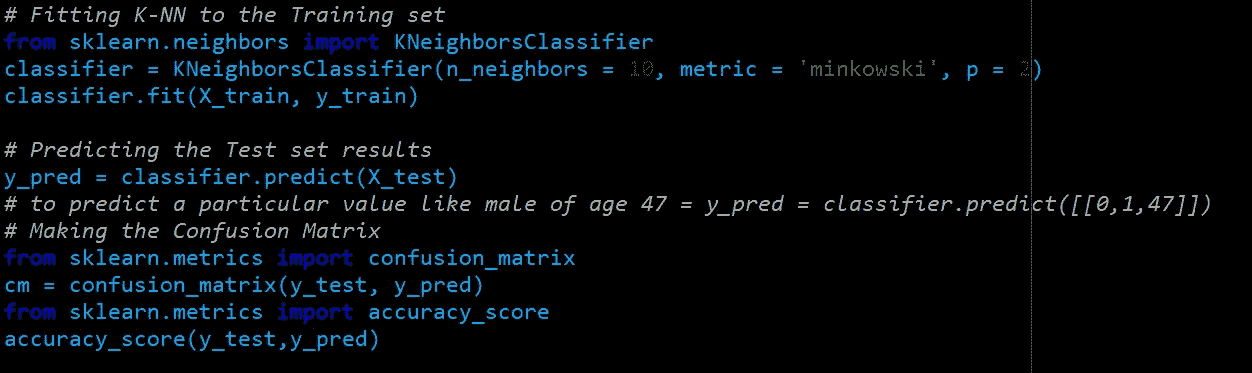 # Fitting K-NN to the Training set
from sklearn.neighbors import KNeighborsClassifier
classifier = KNeighborsClassifier(n_neighbors = 10, metric = 'minkowski', p = 2)
classifier.fit(X_train, y_train)
# Predicting the Test set results
y_pred = classifier.predict(X_test)
# to predict a particular value like male of age 47 = y_pred = classifier.predict([[0,1,47]])
# Making the Confusion Matrix
from sklearn.metrics import confusion_matrix
cm = confusion_matrix(y_test, y_pred)
from sklearn.metrics import accuracy_score
accuracy_score(y_test,y_pred)